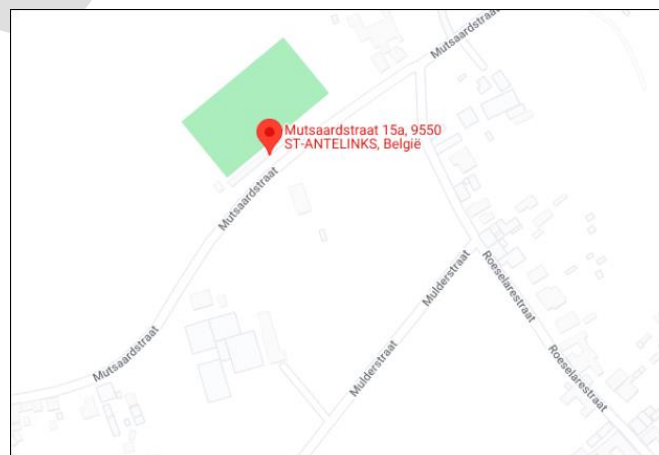 Mutsaardstraat
Mutsaardstraat 15a, 9550
ST-ANTELINKS, België
Mutsaardstraat
Roeselarestraat
Mulderstraat
Mutsaardstraat
Mulderstraat
Roeselarestraat